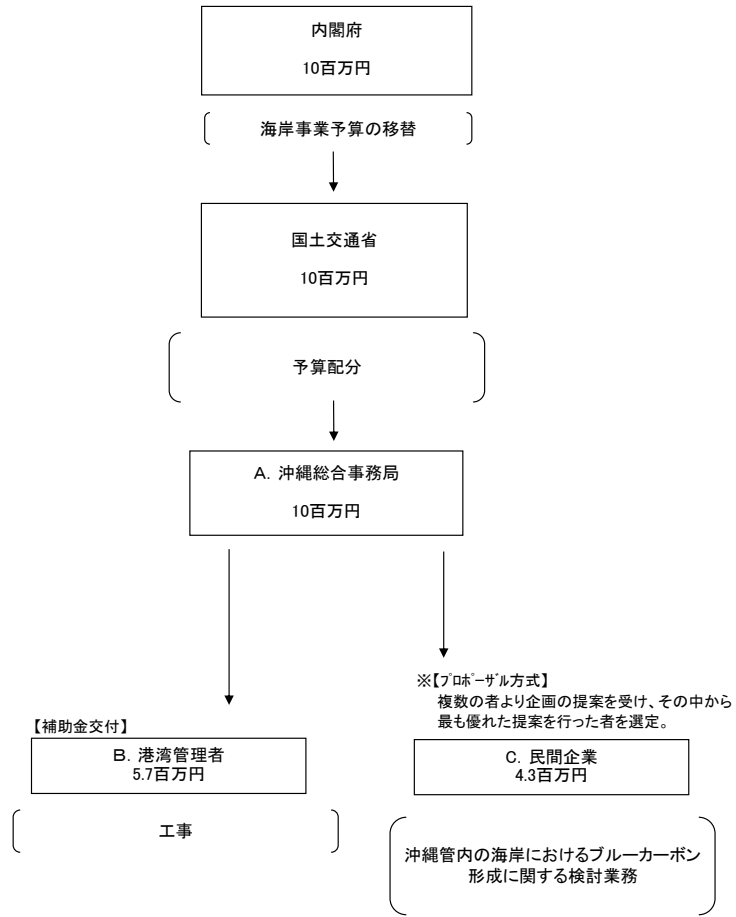 内閣府
10百万円
海岸事業予算の移替
国土交通省
10百万円
予算配分
A. 沖縄総合事務局
10百万円
【補助金交付】
B. 港湾管理者
5.7百万円
工事
※【ﾌﾟﾛﾎﾟｰｻﾞﾙ方式】
複数の者より企画の提案を受け、その中から
最も優れた提案を行った者を選定。
C. 民間企業
4.3百万円
沖縄管内の海岸におけるブルーカーボン
形成に関する検討業務